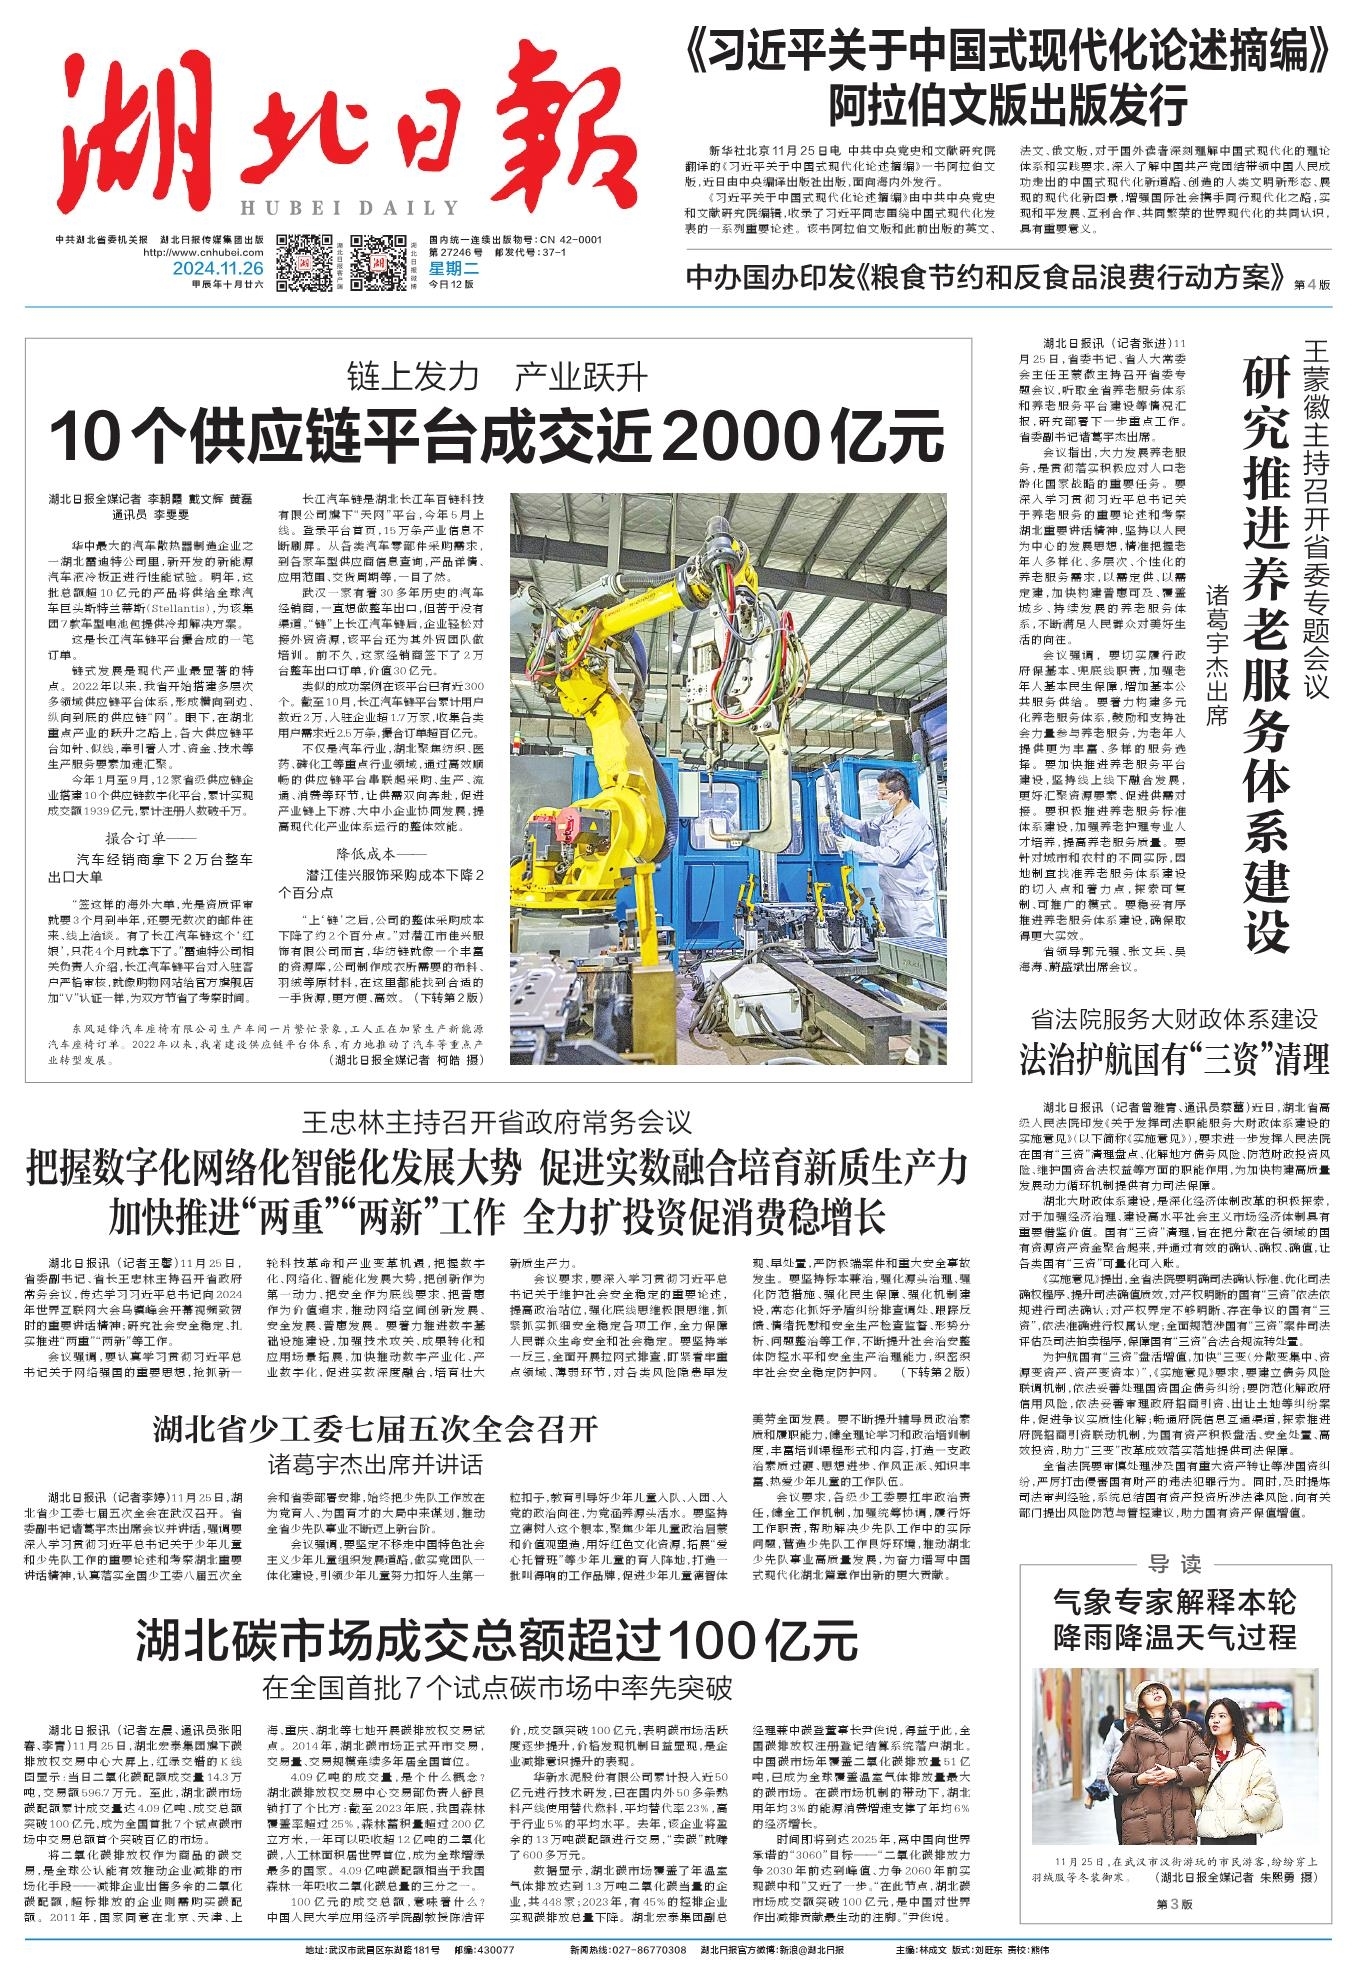 湖北日报
HUBEI DAILY
中共湖北省委机关报 湖北日报传媒集团出版
http://www.cnhubei.com
2024.11.26
甲辰年十月廿六
湖北日报客户端
湖北日报微博
国内统一连续出版物号：CN 42-0001
第27246号 邮发代号：37-1
星期二
今日12版
《习近平关于中国式现代化论述摘编》
阿拉伯文版出版发行
新华社北京11月25日电 中共中央党史和文献研究院
翻译的《习近平关于中国式现代化论述摘编》一书阿拉伯文
版，近日由中央编译出版社出版，面向海内外发行。
《习近平关于中国式现代化论述摘编》由中共中央党史
和文献研究院编辑，收录了习近平同志围绕中国式现代化发
表的一系列重要论述。该书阿拉伯文版和此前出版的英文、
法文、俄文版，对于国外读者深刻理解中国式现代化的理论
体系和实践要求，深入了解中国共产党团结带领中国人民成
功走出的中国式现代化新道路、创造的人类文明新形态、展
现的现代化新图景，增强国际社会携手同行现代化之路，实
现和平发展、互利合作、共同繁荣的世界现代化的共同认识，
具有重要意义。
中办国办印发《粮食节约和反食品浪费行动方案》 第4版
链上发力 产业跃升
10个供应链平台成交近2000亿元
湖北日报全媒记者 李朝霞 戴文辉 黄磊
通讯员 李雯雯
华中最大的汽车散热器制造企业之
一湖北雷迪特公司里，新开发的新能源
汽车液冷板正进行性能试验。明年，这
批总额超10亿元的产品将供给全球汽
车巨头斯特兰蒂斯(Stellantis)，为该集
团7款车型电池包提供冷却解决方案。
这是长江汽车链平台撮合成的一笔
订单。
链式发展是现代产业最显著的特
点。2022年以来，我省开始搭建多层次
多领域供应链平台体系，形成横向到边、
纵向到底的供应链“网”。眼下，在湖北
重点产业的跃升之路上，各大供应链平
台如针、似线，牵引着人才、资金、技术等
生产服务要素加速汇聚。
今年1月至9月，12家省级供应链企
业搭建10个供应链数字化平台，累计实现
成交额1939亿元，累计注册人数破千万。
撮合订单——
汽车经销商拿下2万台整车
出口大单
“签这样的海外大单，光是资质评审
就要3个月到半年，还要无数次的邮件往
来、线上洽谈。有了长江汽车链这个‘红
娘’，只花4个月就拿下了。”雷迪特公司相
关负责人介绍，长江汽车链平台对入驻客
户严格审核，就像购物网站给官方旗舰店
加“V”认证一样，为双方节省了考察时间。
长江汽车链是湖北长江车百链科技
有限公司旗下“天网”平台，今年5月上
线。登录平台首页，15万条产业信息不
断刷屏。从各类汽车零部件采购需求，
到各家车型供应商信息查询，产品详情、
应用范围、交货周期等，一目了然。
武汉一家有着30多年历史的汽车
经销商，一直想做整车出口，但苦于没有
渠道。“链”上长江汽车链后，企业轻松对
接外贸资源，该平台还为其外贸团队做
培训。前不久，这家经销商签下了2万
台整车出口订单，价值30亿元。
类似的成功案例在该平台已有近300
个。截至10月，长江汽车链平台累计用户
数近2万，入驻企业超1.7万家，收集各类
用户需求近2.5万条，撮合订单超百亿元。
不仅是汽车行业，湖北聚焦纺织、医
药、磷化工等重点行业领域，通过高效顺
畅的供应链平台串联起采购、生产、流
通、消费等环节，让供需双向奔赴，促进
产业链上下游、大中小企业协同发展，提
高现代化产业体系运行的整体效能。
降低成本——
潜江佳兴服饰采购成本下降2
个百分点
“上‘链’之后，公司的整体采购成本
下降了约2个百分点。”对潜江市佳兴服
饰有限公司而言，华纺链就像一个丰富
的资源库，公司制作成衣所需要的布料、
羽绒等原材料，在这里都能找到合适的
一手货源，更方便、高效。（下转第2版）
东风延锋汽车座椅有限公司生产车间一片繁忙景象，工人正在加紧生产新能源
汽车座椅订单。2022年以来，我省建设供应链平台体系，有力地推动了汽车等重点产
业转型发展。 （湖北日报全媒记者 柯皓 摄）
王蒙徽主持召开省委专题会议
研究推进养老服务体系建设
诸葛宇杰出席
湖北日报讯（记者张进）11
月25日，省委书记、省人大常委
会主任王蒙徽主持召开省委专
题会议，听取全省养老服务体系
和养老服务平台建设等情况汇
报，研究部署下一步重点工作。
省委副书记诸葛宇杰出席。
会议指出，大力发展养老服
务，是贯彻落实积极应对人口老
龄化国家战略的重要任务。要
深入学习贯彻习近平总书记关
于养老服务的重要论述和考察
湖北重要讲话精神，坚持以人民
为中心的发展思想，精准把握老
年人多样化、多层次、个性化的
养老服务需求，以需定供、以需
定建，加快构建普惠可及、覆盖
城乡、持续发展的养老服务体
系，不断满足人民群众对美好生
活的向往。
会议强调，要切实履行政
府保基本、兜底线职责，加强老
年人基本民生保障，增加基本公
共服务供给。要着力构建多元
化养老服务体系，鼓励和支持社
会力量参与养老服务，为老年人
提供更为丰富、多样的服务选
择。要加快推进养老服务平台
建设，坚持线上线下融合发展，
更好汇聚资源要素、促进供需对
接。要积极推进养老服务标准
体系建设，加强养老护理专业人
才培养，提高养老服务质量。要
针对城市和农村的不同实际，因
地制宜找准养老服务体系建设
的切入点和着力点，探索可复
制、可推广的模式。要稳妥有序
推进养老服务体系建设，确保取
得更大实效。
省领导郭元强、张文兵、吴
海涛、蔚盛斌出席会议。
省法院服务大财政体系建设
法治护航国有“三资”清理
湖北日报讯（记者曾雅青、通讯员蔡蕾）近日，湖北省高
级人民法院印发《关于发挥司法职能服务大财政体系建设的
实施意见》（以下简称《实施意见》），要求进一步发挥人民法院
在国有“三资”清理盘点、化解地方债务风险、防范财政投资风
险、维护国资合法权益等方面的职能作用，为加快构建高质量
发展动力循环机制提供有力司法保障。
湖北大财政体系建设，是深化经济体制改革的积极探索，
对于加强经济治理、建设高水平社会主义市场经济体制具有
重要借鉴价值。国有“三资”清理，旨在把分散在各领域的国
有资源资产资金聚合起来，并通过有效的确认、确权、确值，让
各类国有“三资”可量化可入账。
《实施意见》提出，全省法院要明确司法确认标准、优化司法
确权程序、提升司法确值质效，对产权明晰的国有“三资”依法依
规进行司法确认；对产权界定不够明晰、存在争议的国有“三
资”，依法准确进行权属认定；全面规范涉国有“三资”案件司法
评估及司法拍卖程序，保障国有“三资”合法合规流转处置。
为护航国有“三资”盘活增值，加快“三变（分散变集中、资
源变资产、资产变资本）”，《实施意见》要求，要建立债务风险
联调机制，依法妥善处理国资国企债务纠纷；要防范化解政府
信用风险，依法妥善审理政府招商引资、出让土地等纠纷案
件，促进争议实质性化解；畅通府院信息互通渠道，探索推进
府院招商引资联动机制，为国有资产积极盘活、安全处置、高
效投资，助力“三变”改革成效落实落地提供司法保障。
全省法院要审慎处理涉及国有重大资产转让等涉国资纠
纷，严厉打击侵害国有财产的违法犯罪行为。同时，及时提炼
司法审判经验，系统总结国有资产投资所涉法律风险，向有关
部门提出风险防范与管控建议，助力国有资产保值增值。
王忠林主持召开省政府常务会议
把握数字化网络化智能化发展大势 促进实数融合培育新质生产力
加快推进“两重”“两新”工作 全力扩投资促消费稳增长
湖北日报讯（记者王馨）11月25日，
省委副书记、省长王忠林主持召开省政府
常务会议，传达学习习近平总书记向2024
年世界互联网大会乌镇峰会开幕视频致贺
时的重要讲话精神；研究社会安全稳定、扎
实推进“两重”“两新”等工作。
会议强调，要认真学习贯彻习近平总
书记关于网络强国的重要思想，抢抓新一
轮科技革命和产业变革机遇，把握数字
化、网络化、智能化发展大势，把创新作为
第一动力、把安全作为底线要求、把普惠
作为价值追求，推动网络空间创新发展、
安全发展、普惠发展。要着力推进数字基
础设施建设，加强技术攻关、成果转化和
应用场景拓展，加快推动数字产业化、产
业数字化，促进实数深度融合，培育壮大
新质生产力。
会议要求，要深入学习贯彻习近平总
书记关于维护社会安全稳定的重要论述，
提高政治站位，强化底线思维极限思维，抓
紧抓实抓细安全稳定各项工作，全力保障
人民群众生命安全和社会稳定。要坚持举
一反三，全面开展拉网式排查，盯紧看牢重
点领域、薄弱环节，对各类风险隐患早发
现、早处置，严防极端案件和重大安全事故
发生。要坚持标本兼治，强化源头治理、强
化防范措施、强化民生保障、强化机制建
设，常态化抓好矛盾纠纷排查调处、跟踪反
馈、情绪抚慰和安全生产检查监督、形势分
析、问题整治等工作，不断提升社会治安整
体防控水平和安全生产治理能力，织密织
牢社会安全稳定防护网。（下转第2版）
湖北省少工委七届五次全会召开
诸葛宇杰出席并讲话
湖北日报讯（记者李婷）11月25日，湖
北省少工委七届五次全会在武汉召开。省
委副书记诸葛宇杰出席会议并讲话，强调要
深入学习贯彻习近平总书记关于少年儿童
和少先队工作的重要论述和考察湖北重要
讲话精神，认真落实全国少工委八届五次全
会和省委部署安排，始终把少先队工作放在
为党育人、为国育才的大局中来谋划，推动
全省少先队事业不断迈上新台阶。
会议强调，要坚定不移走中国特色社会
主义少年儿童组织发展道路，做实党团队一
体化建设，引领少年儿童努力扣好人生第一
粒扣子，教育引导好少年儿童入队、入团、入
党的政治向往，为党涵养源头活水。要坚持
立德树人这个根本，聚焦少年儿童政治启蒙
和价值观塑造，用好红色文化资源，拓展“爱
心托管班”等少年儿童的育人阵地，打造一
批叫得响的工作品牌，促进少年儿童德智体
美劳全面发展。要不断提升辅导员政治素
质和履职能力，健全理论学习和政治培训制
度，丰富培训课程形式和内容，打造一支政
治素质过硬、思想进步、作风正派、知识丰
富、热爱少年儿童的工作队伍。
会议要求，各级少工委要扛牢政治责
任，健全工作机制，加强统筹协调，履行好
工作职责，帮助解决少先队工作中的实际
问题，营造少先队工作良好环境，推动湖北
少先队事业高质量发展，为奋力谱写中国
式现代化湖北篇章作出新的更大贡献。
湖北碳市场成交总额超过100亿元
在全国首批7个试点碳市场中率先突破
湖北日报讯（记者左晨、通讯员张阳
春、李青）11月25日，湖北宏泰集团旗下碳
排放权交易中心大屏上，红绿交错的K线
图显示：当日二氧化碳配额成交量14.3万
吨，交易额596.7万元。至此，湖北碳市场
碳配额累计成交量达4.09亿吨、成交总额
突破100亿元，成为全国首批7个试点碳市
场中交易总额首个突破百亿的市场。
将二氧化碳排放权作为商品的碳交
易，是全球公认能有效推动企业减排的市
场化手段——减排企业出售多余的二氧化
碳配额，超标排放的企业则需购买碳配
额。2011年，国家同意在北京、天津、上
海、重庆、湖北等七地开展碳排放权交易试
点。2014年，湖北碳市场正式开市交易，
交易量、交易规模连续多年居全国首位。
4.09亿吨的成交量，是个什么概念？
湖北碳排放权交易中心交易部负责人舒良
锁打了个比方：截至2023年底，我国森林
覆盖率超过25%，森林蓄积量超过200亿
立方米，一年可以吸收超12亿吨的二氧化
碳，人工林面积居世界首位，成为全球增绿
最多的国家。4.09亿吨碳配额相当于我国
森林一年吸收二氧化碳总量的三分之一。
100亿元的成交总额，意味着什么？
中国人民大学应用经济学院副教授陈浩评
价，成交额突破100亿元，表明碳市场活跃
度逐步提升，价格发现机制日益显现，是企
业减排意识提升的表现。
华新水泥股份有限公司累计投入近50
亿元进行技术研发，已在国内外50多条熟
料产线使用替代燃料，平均替代率23%，高
于行业5%的平均水平。去年，该企业将盈
余的13万吨碳配额进行交易，“卖碳”就赚
了600多万元。
数据显示，湖北碳市场覆盖了年温室
气体排放达到1.3万吨二氧化碳当量的企
业，共448家；2023年，有45%的控排企业
实现碳排放总量下降。湖北宏泰集团副总
经理兼中碳登董事长尹俊说，得益于此，全
国碳排放权注册登记结算系统落户湖北。
中国碳市场年覆盖二氧化碳排放量51亿
吨，已成为全球覆盖温室气体排放量最大
的碳市场。在碳市场机制的带动下，湖北
用年均3%的能源消费增速支撑了年均6%
的经济增长。
时间即将到达2025年，离中国向世界
承诺的“3060”目标——“二氧化碳排放力
争2030年前达到峰值、力争2060年前实
现碳中和”又近了一步。“在此节点，湖北碳
市场成交额突破100亿元，是中国对世界
作出减排贡献最生动的注脚。”尹俊说。
导读
气象专家解释本轮
降雨降温天气过程
11月25日，在武汉市汉街游玩的市民游客，纷纷穿上
羽绒服等冬装御寒。 （湖北日报全媒记者 朱熙勇 摄）
第3版
地址：武汉市武昌区东湖路181号 邮编：430077 新闻热线：027-86770308 湖北日报官方微博：新浪@湖北日报 主编：林成文 版式：刘旺东 责校：熊伟